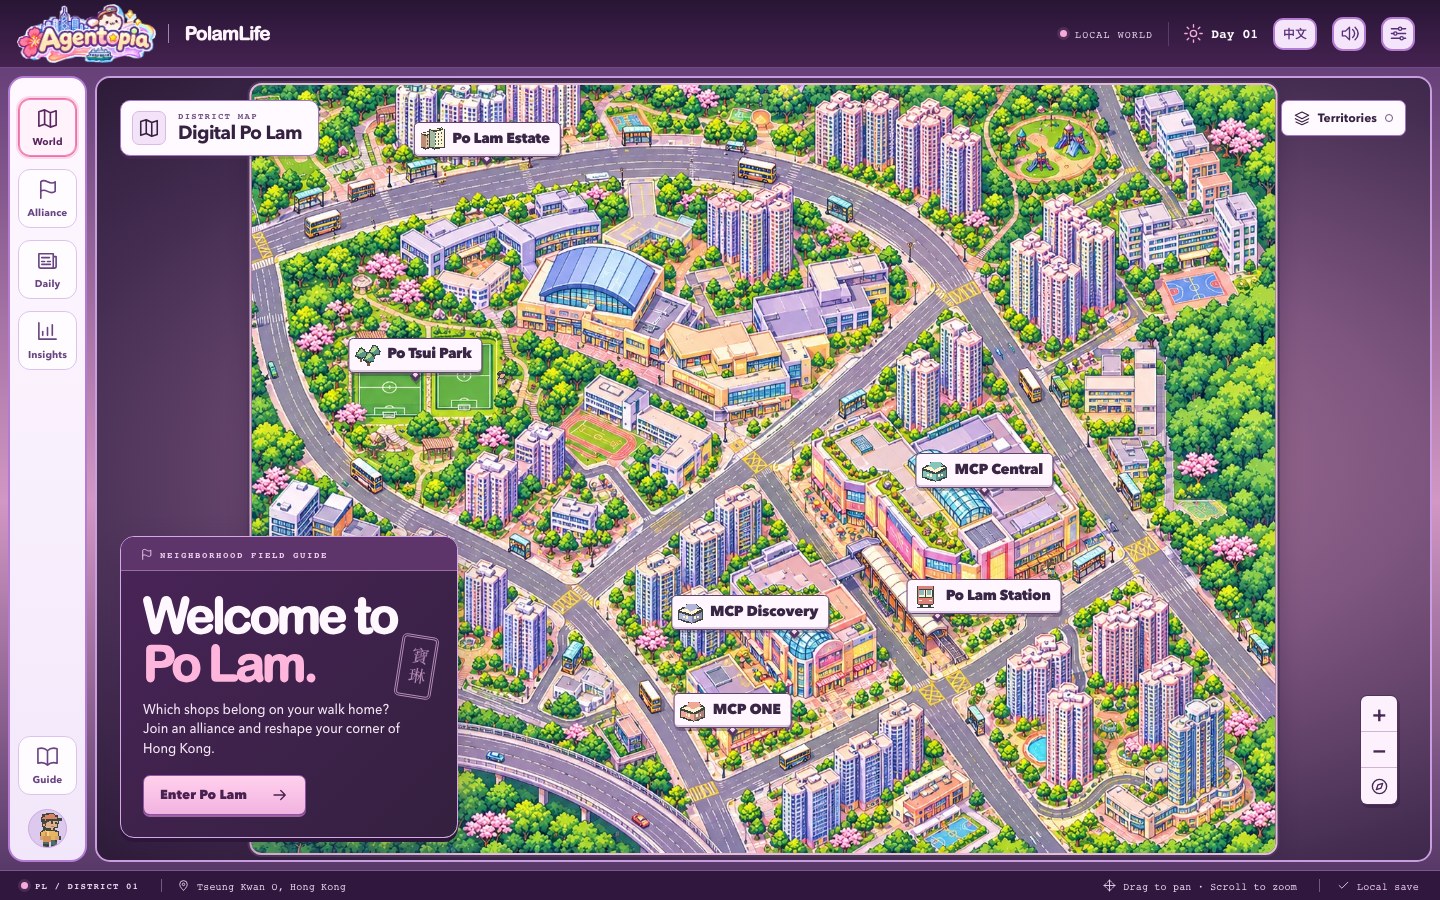 Agentopia
PolamLife
LOCAL WORLD
Day 01
中文
World
Alliance
Daily
Insights
Guide
DISTRICT MAP
Digital Po Lam
Territories
Po Lam Estate
Po Tsui Park
MCP Central
Po Lam Station
MCP Discovery
MCP ONE
NEIGHBORHOOD FIELD GUIDE
Welcome to
Po Lam.
寶琳
Which shops belong on your walk home?
Join an alliance and reshape your corner of
Hong Kong.
Enter Po Lam
PL / DISTRICT 01
Tseung Kwan O, Hong Kong
Drag to pan · Scroll to zoom
Local save